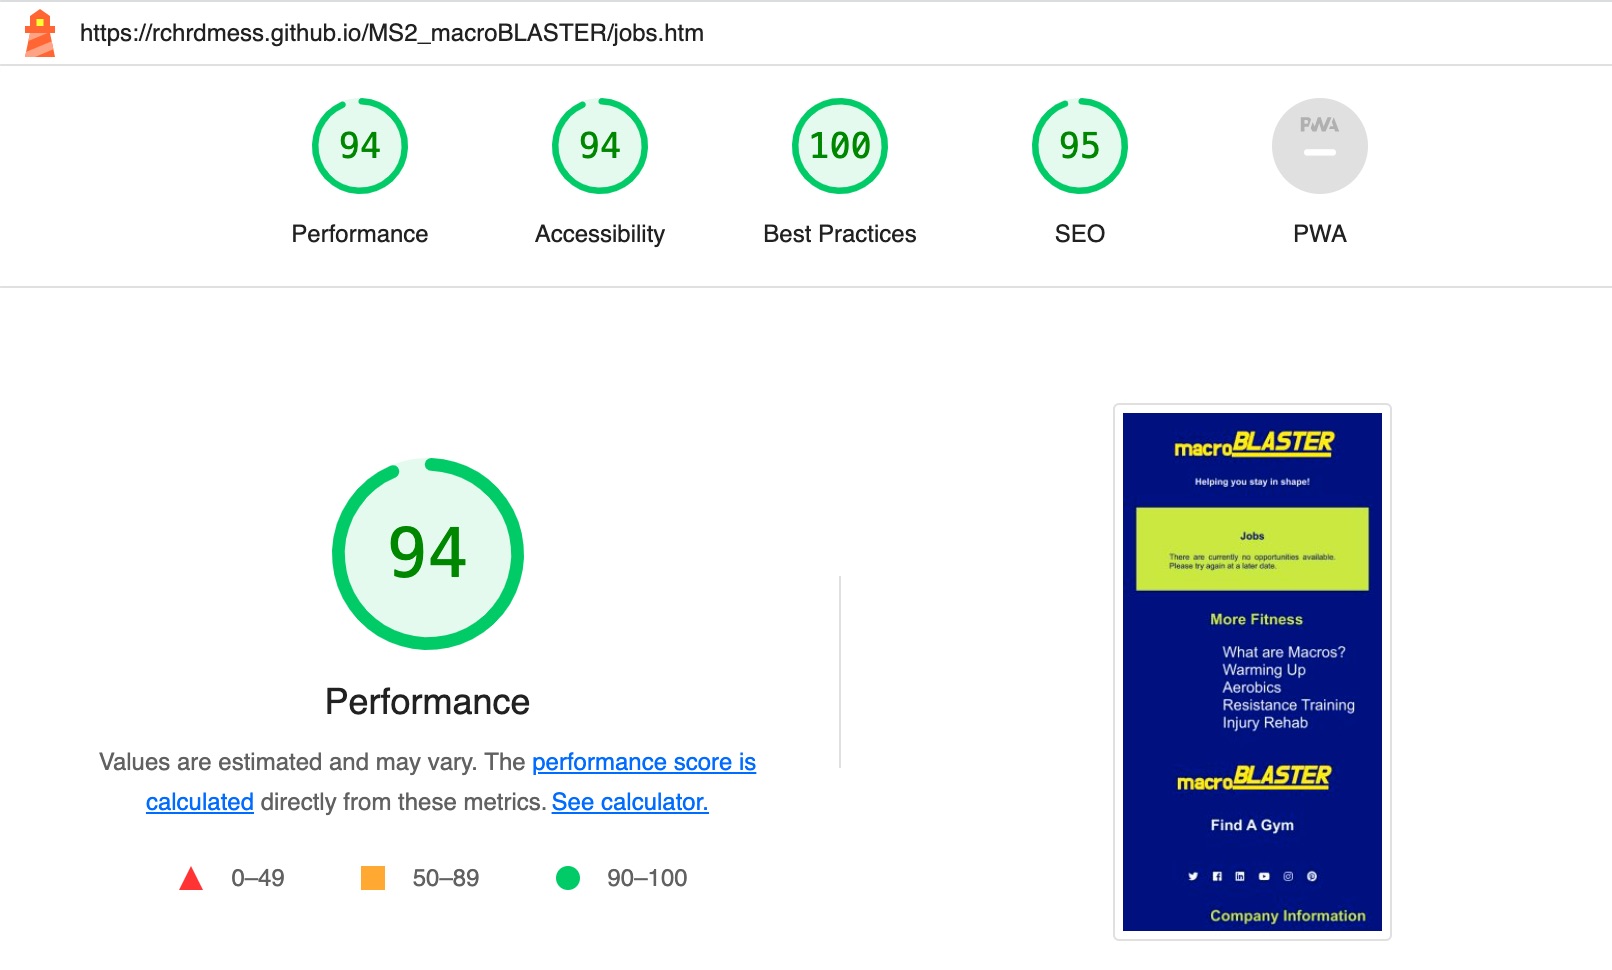 https://rchrdmess.github.io/MS2_macroBLASTER/jobs.htm
94
94
100
95
PWA
Performance
Accessibility
Best Practices
SEO
PWA
94
Performance
Values are estimated and may vary. The performance score is
calculated directly from these metrics. See calculator.
0–49
50–89
90–100
macroBLASTER
Helping you stay in shape!
Jobs
There are currently no opportunities available.
Please try again at a later date.
More Fitness
What are Macros?
Warming Up
Aerobics
Resistance Training
Injury Rehab
macroBLASTER
Find A Gym
Company Information